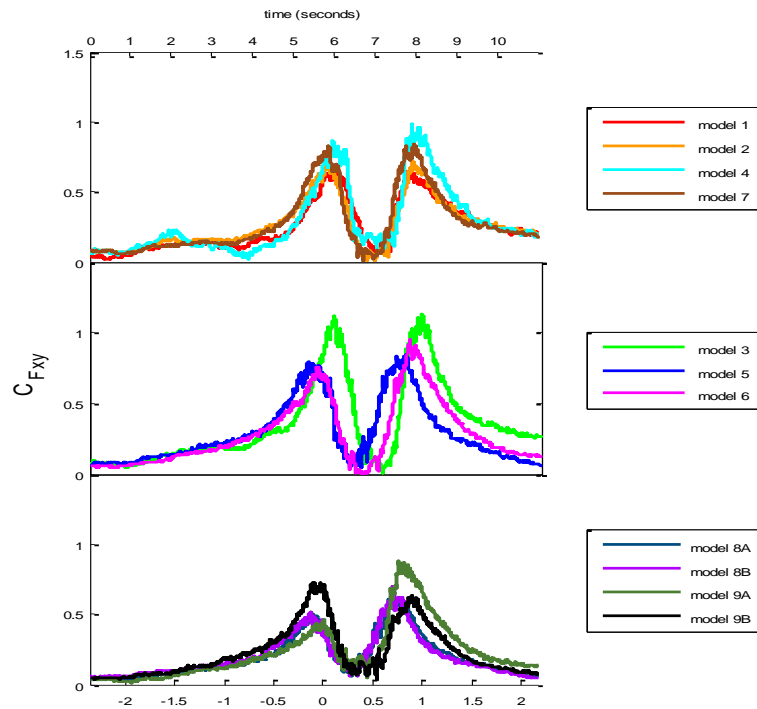 time (seconds)
0 1 2 3 4 5 6 7 8 9 10
1.5
1
0.5
0
model 1
model 2
model 4
model 7
1
0.5
0
C Fxy
model 3
model 5
model 6
1
0.5
0
model 8A
model 8B
model 9A
model 9B
-2 -1.5 -1 -0.5 0 0.5 1 1.5 2